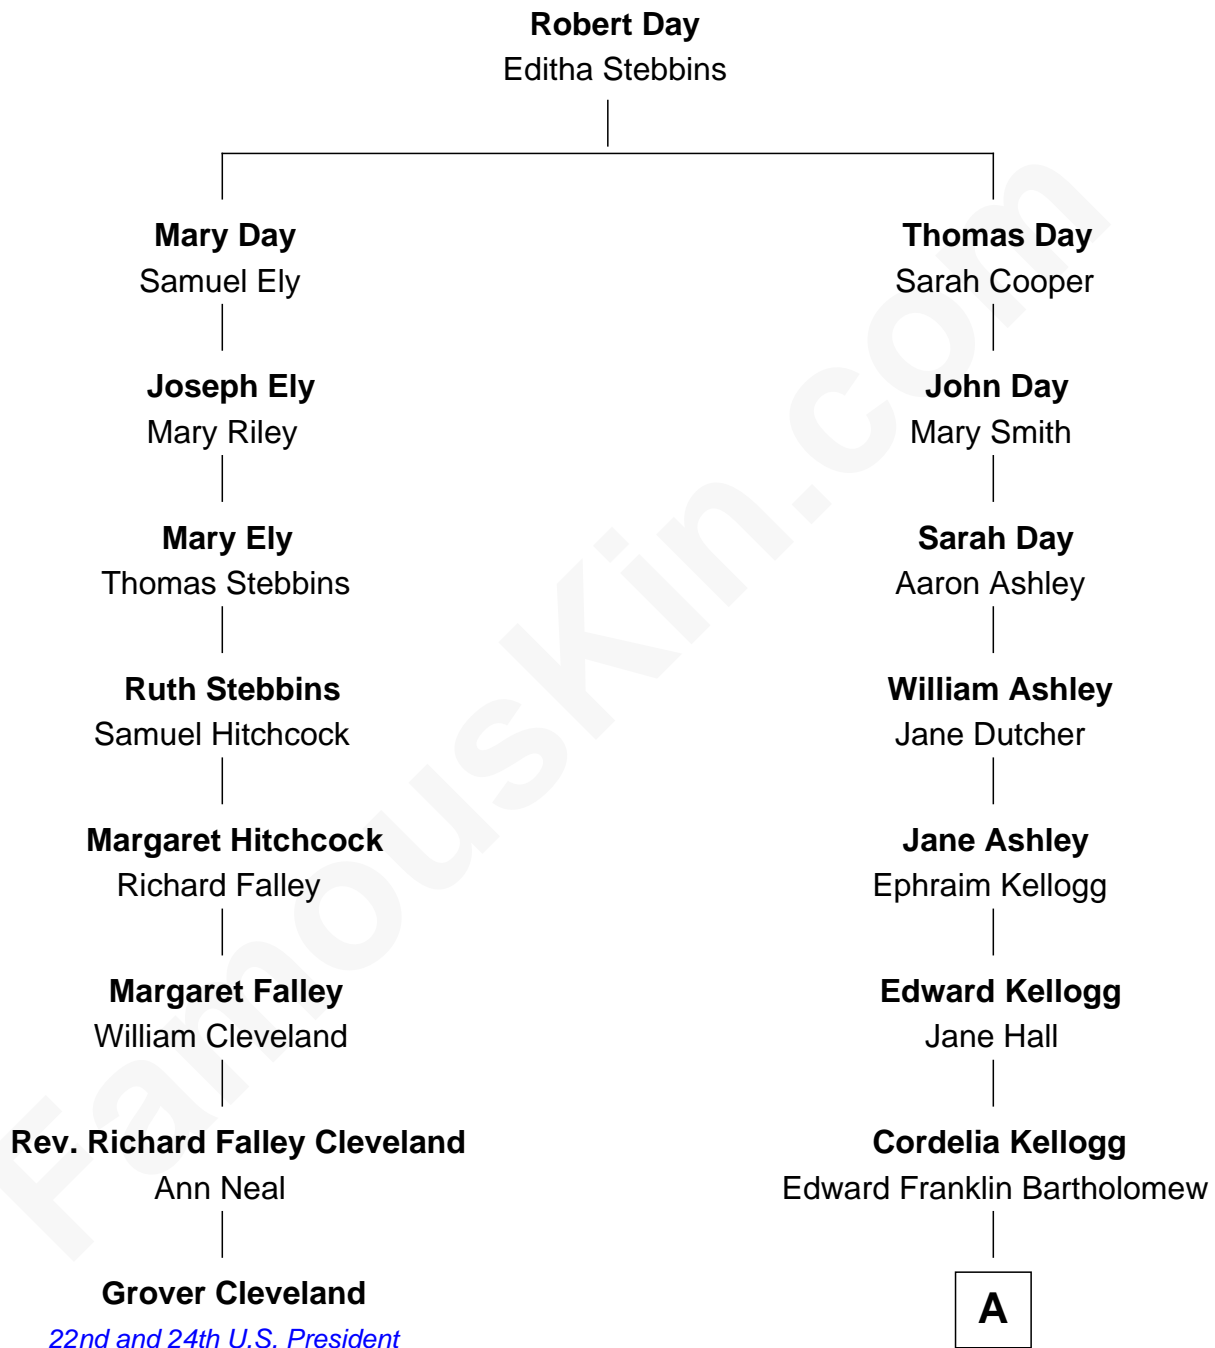 Robert Day
Editha Stebbins
Mary Day
Samuel Ely
Thomas Day
Sarah Cooper
Joseph Ely
Mary Riley
John Day
Mary Smith
Mary Ely
Thomas Stebbins
Sarah Day
Aaron Ashley
Ruth Stebbins
Samuel Hitchcock
William Ashley
Jane Dutcher
Margaret Hitchcock
Richard Falley
Jane Ashley
Ephraim Kellogg
Margaret Falley
William Cleveland
Edward Kellogg
Jane Hall
Rev. Richard Falley Cleveland
Ann Neal
Cordelia Kellogg
Edward Franklin Bartholomew
Grover Cleveland
22nd and 24th U.S. President
A
FamousKin.com